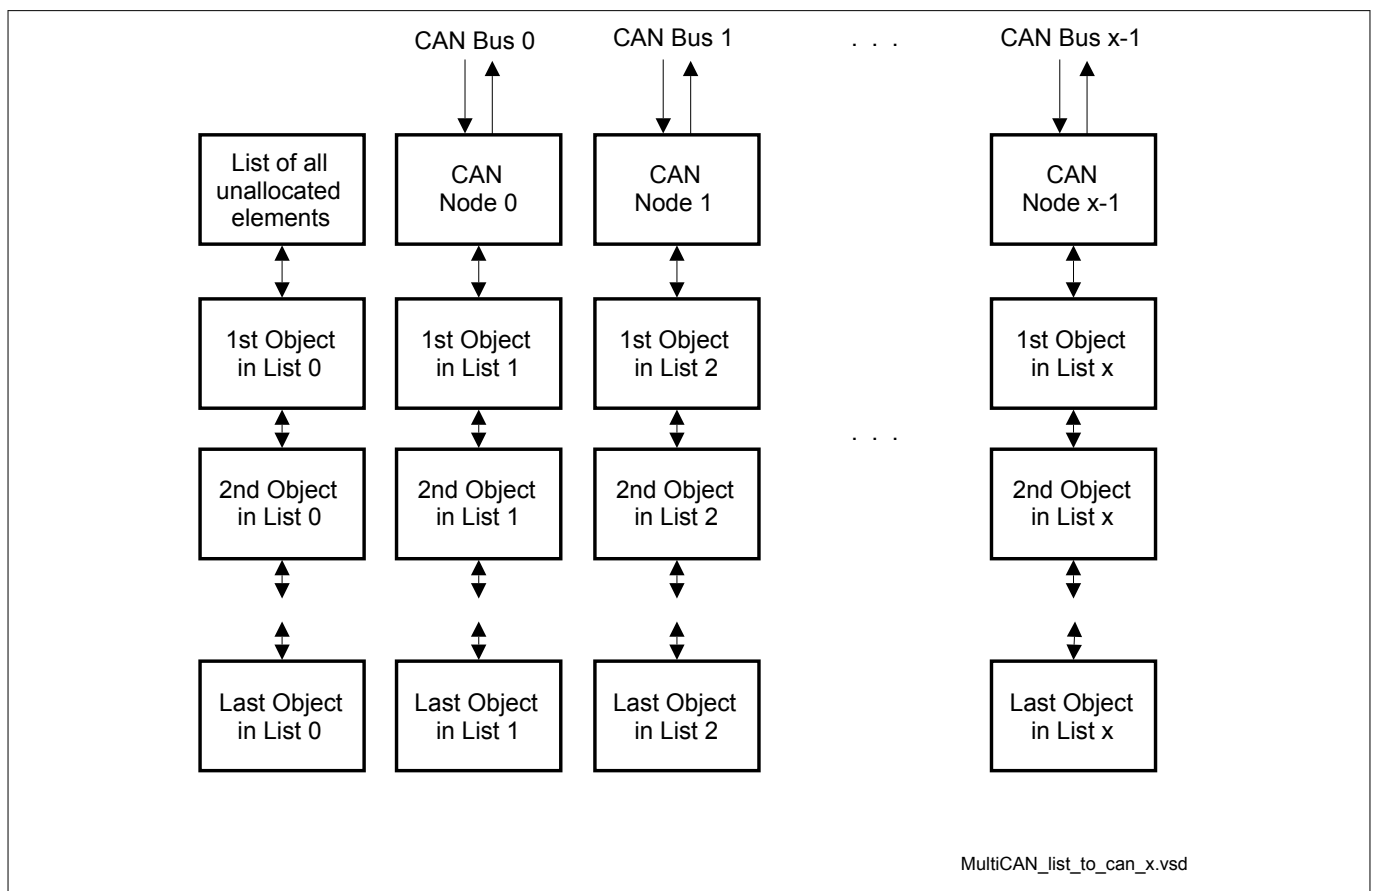 CAN Bus 0
CAN Bus 1
. . .
CAN Bus x-1
List of all
unallocated
elements
CAN
Node 0
CAN
Node 1
CAN
Node x-1
1st Object
in List 0
1st Object
in List 1
1st Object
in List 2
1st Object
in List x
. . .
2nd Object
in List 0
2nd Object
in List 1
2nd Object
in List 2
2nd Object
in List x
Last Object
in List 0
Last Object
in List 1
Last Object
in List 2
Last Object
in List x
MultiCAN_list_to_can_x.vsd